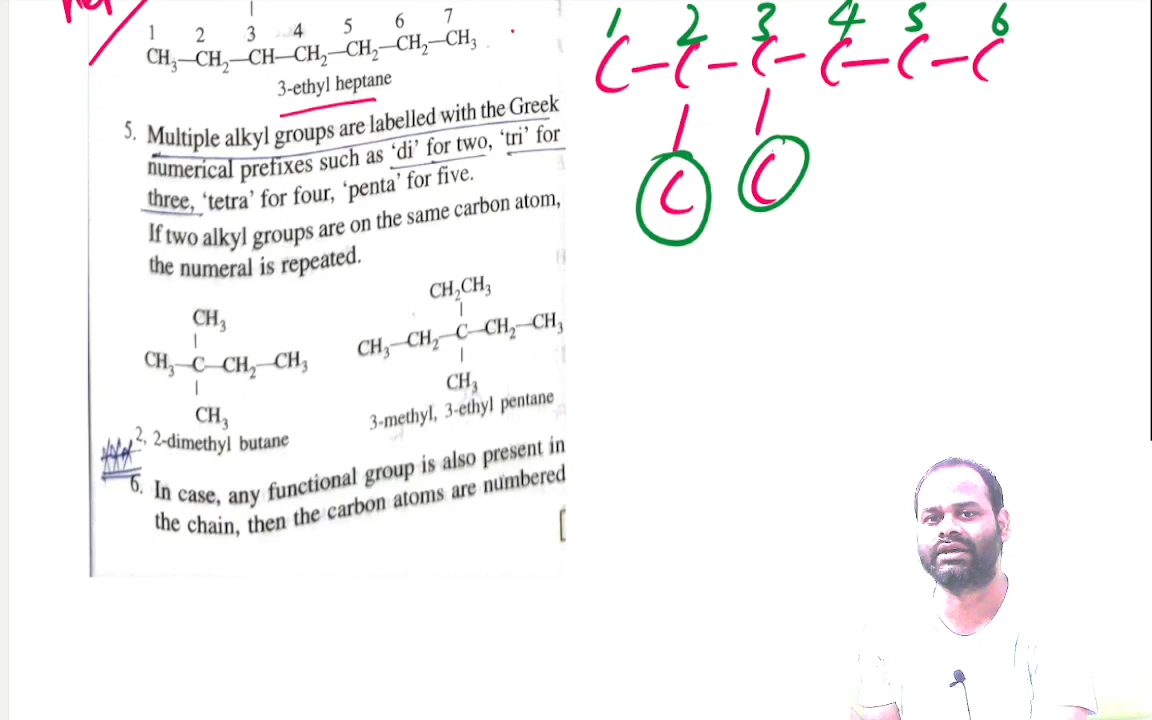 1 2 3 4 5 6 7
CH₃—CH₂—CH—CH₂—CH₂—CH₂—CH₃
3-ethyl heptane
5. Multiple alkyl groups are labelled with the Greek
numerical prefixes such as ‘di’ for two, ‘tri’ for
three, ‘tetra’ for four, ‘penta’ for five.
If two alkyl groups are on the same carbon atom,
the numeral is repeated.
CH₃
CH₃—C—CH₂—CH₃
CH₃
2, 2-dimethyl butane
CH₂CH₃
CH₃—CH₂—C—CH₂—CH₃
CH₃
3-methyl, 3-ethyl pentane
6. In case, any functional group is also present in
the chain, then the carbon atoms are numbered
1 2 3 4 5 6
C—C—C—C—C—C
C C